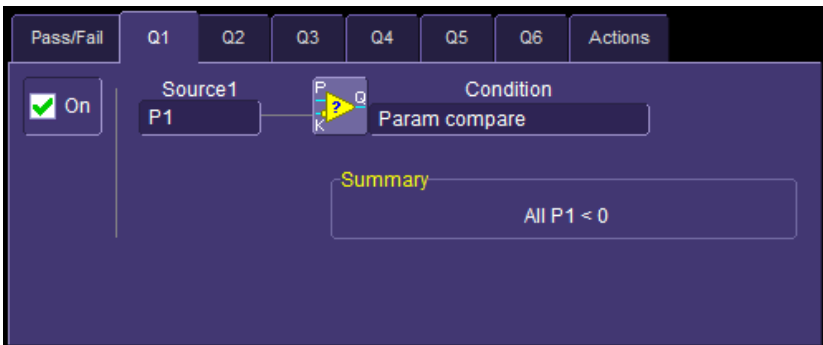 Pass/Fail Q1 Q2 Q3 Q4 Q5 Q6 Actions
On
Source1
P1
P
?
Q
K
Condition
Param compare
Summary
All P1 < 0